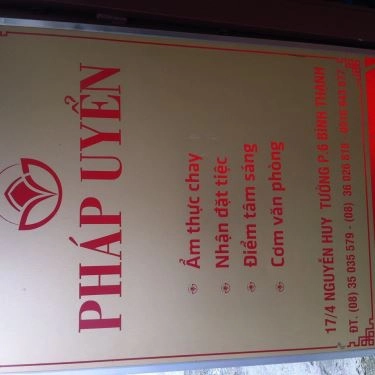 PHÁP UYỂN
Ẩm thực chay
Nhận đặt tiệc
Điểm tâm sáng
Cơm văn phòng
17/4 NGUYỄN HUY TƯỞNG P.6 BÌNH THẠNH
ĐT. (08) 35 035 579 - (08) 36 026 879